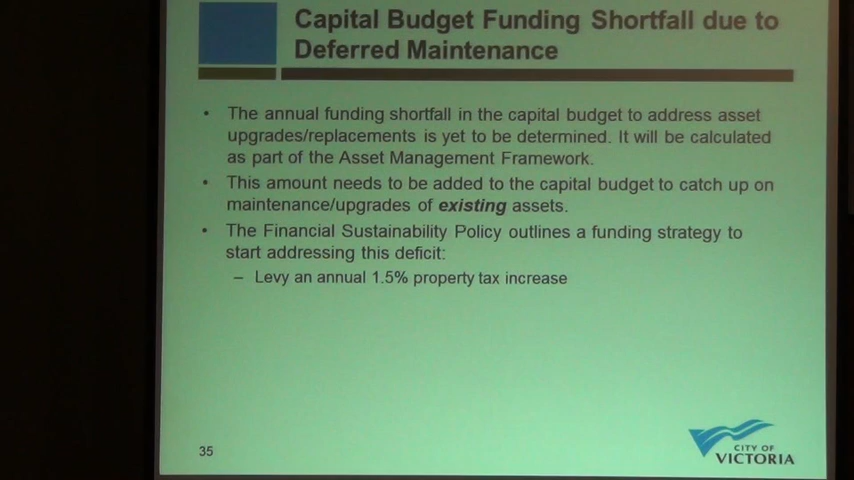 Capital Budget Funding Shortfall due to
Deferred Maintenance
• The annual funding shortfall in the capital budget to address asset
upgrades/replacements is yet to be determined. It will be calculated
as part of the Asset Management Framework.
• This amount needs to be added to the capital budget to catch up on
maintenance/upgrades of existing assets.
• The Financial Sustainability Policy outlines a funding strategy to
start addressing this deficit:
– Levy an annual 1.5% property tax increase
35
CITY OF
VICTORIA